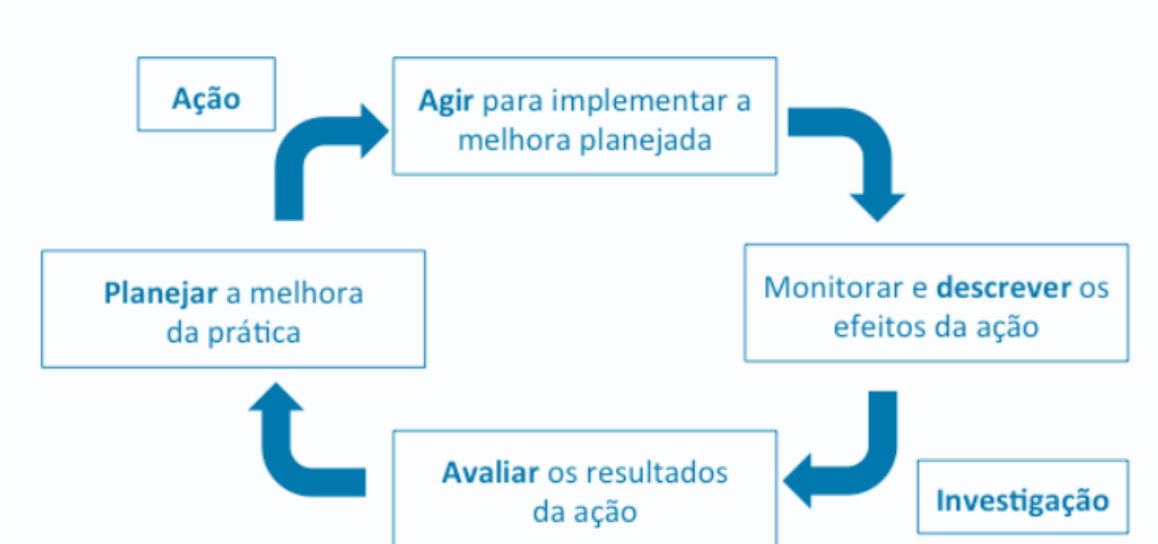 Ação
Agir para implementar a
melhora planejada
Planejar a melhora
da prática
Monitorar e descrever os
efeitos da ação
Avaliar os resultados
da ação
Investigação